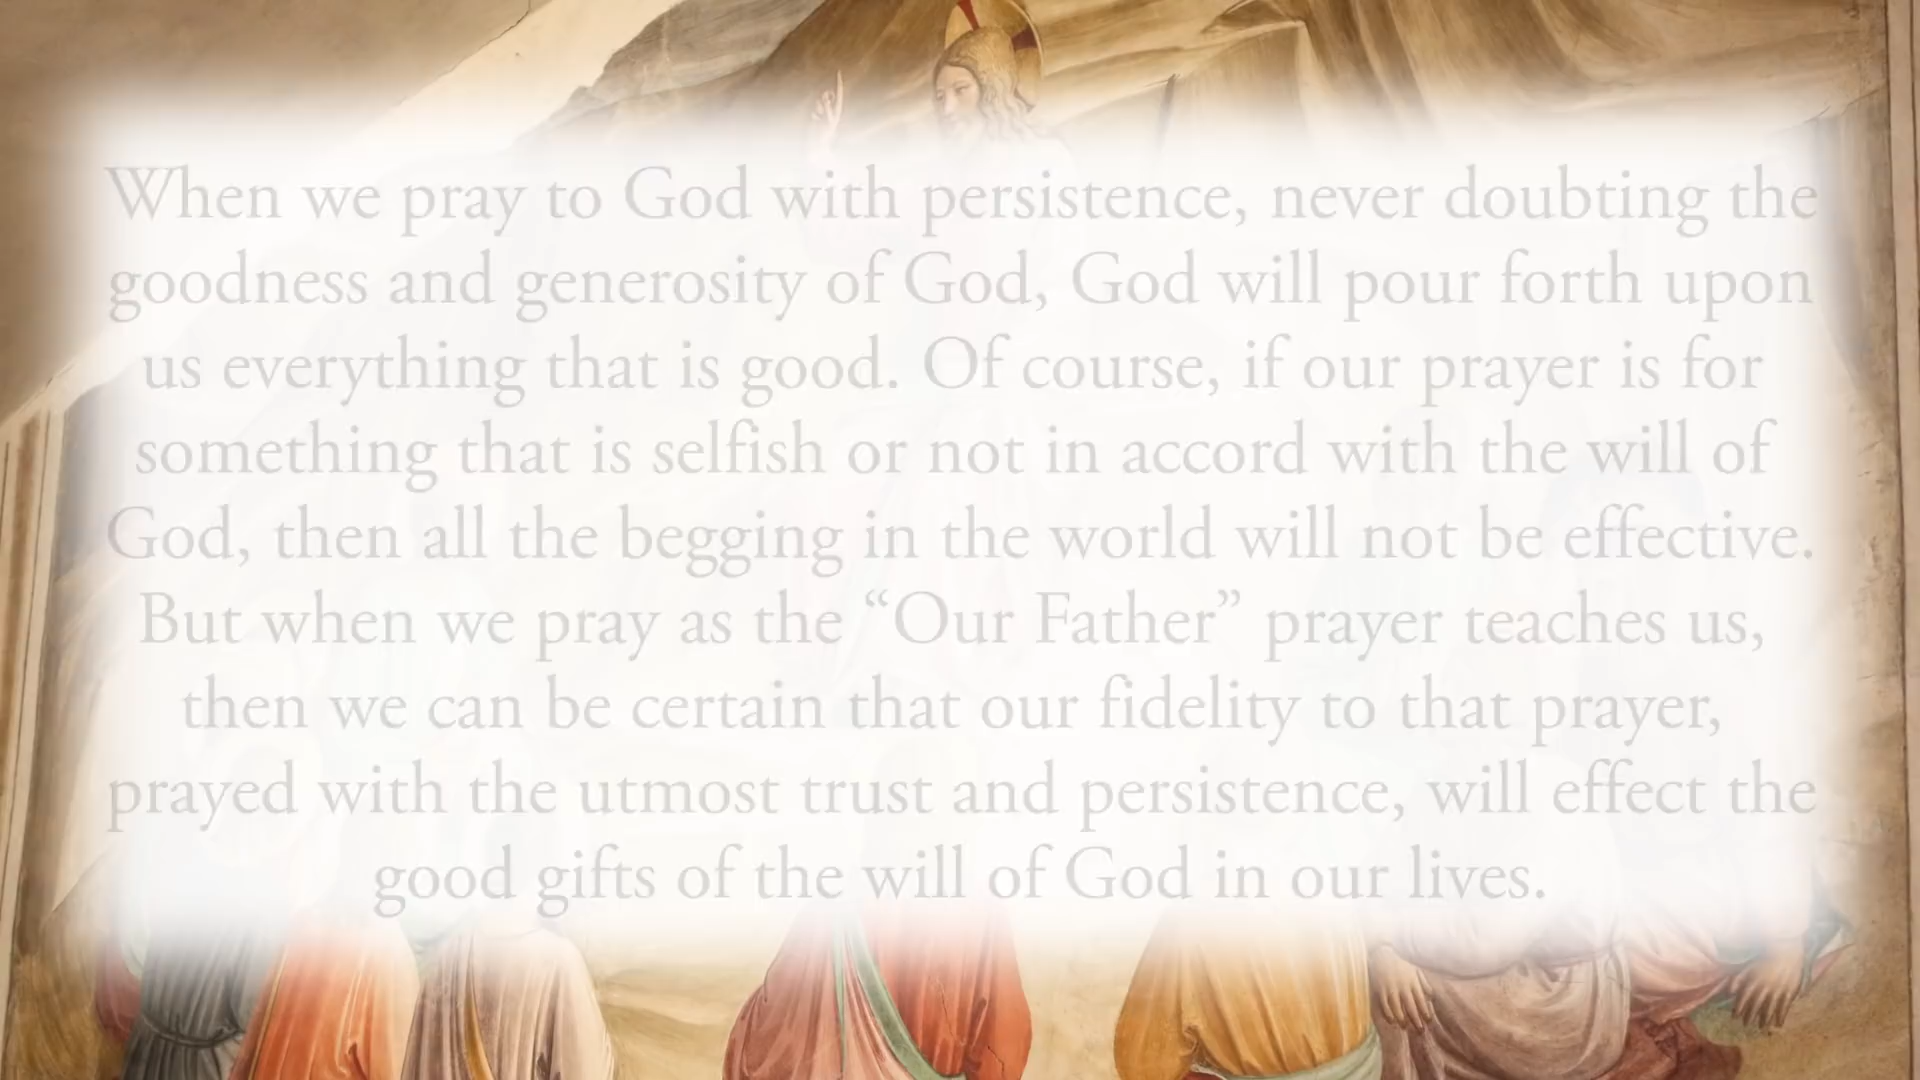 When we pray to God with persistence, never doubting the
goodness and generosity of God, God will pour forth upon
us everything that is good. Of course, if our prayer is for
something that is selfish or not in accord with the will of
God, then all the begging in the world will not be effective.
But when we pray as the “Our Father” prayer teaches us,
then we can be certain that our fidelity to that prayer,
prayed with the utmost trust and persistence, will effect the
good gifts of the will of God in our lives.